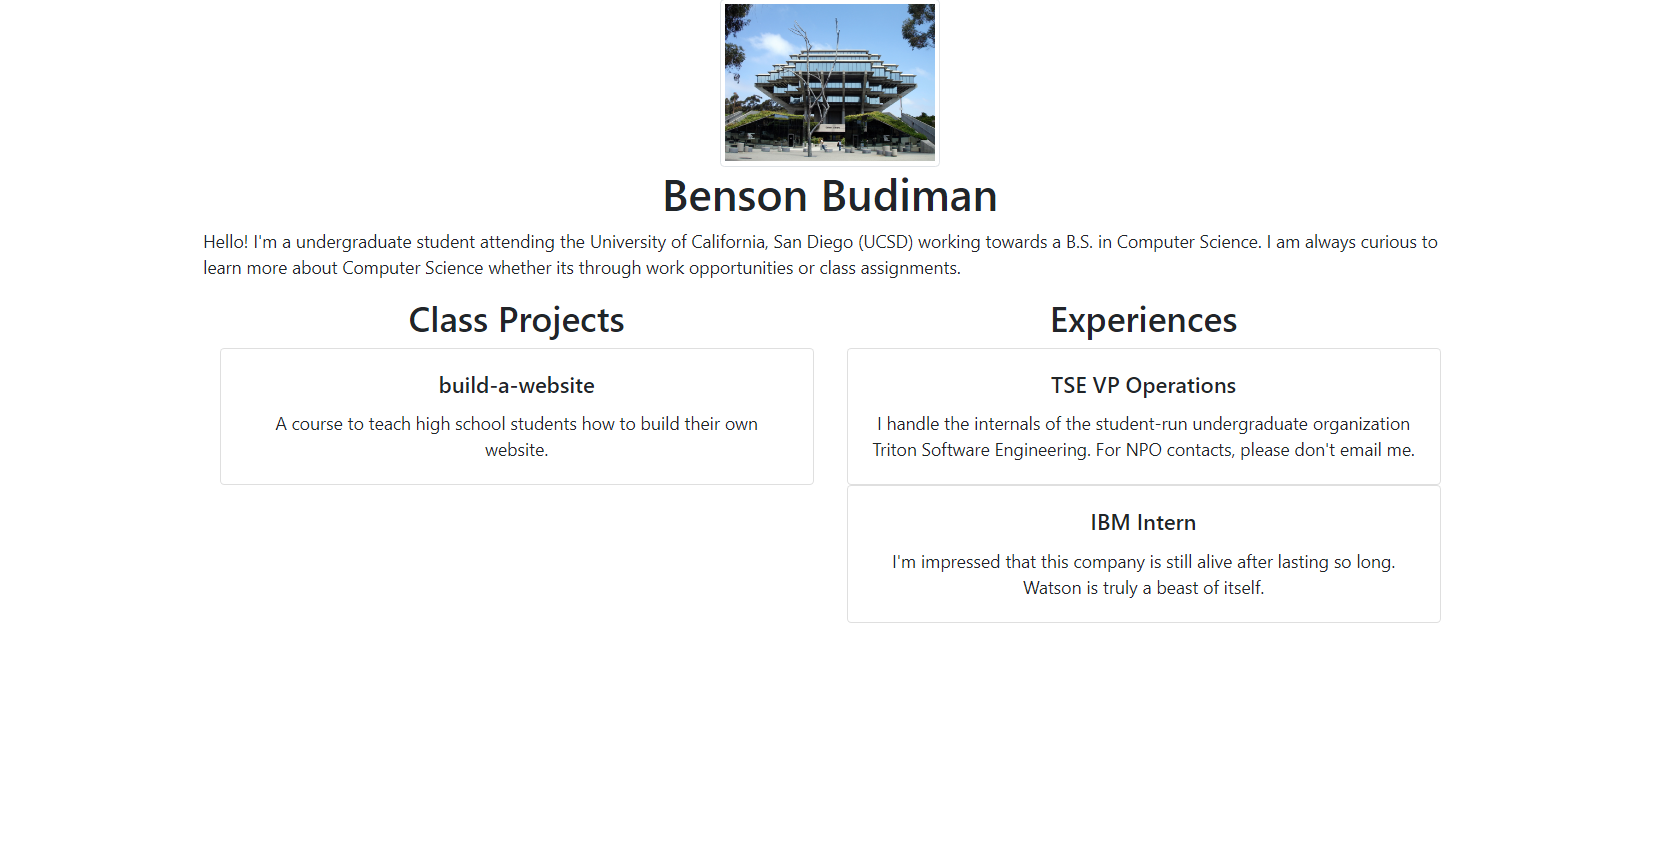 Benson Budiman
Hello! I'm a undergraduate student attending the University of California, San Diego (UCSD) working towards a B.S. in Computer Science. I am always curious to
learn more about Computer Science whether its through work opportunities or class assignments.
Class Projects
build-a-website
A course to teach high school students how to build their own
website.
Experiences
TSE VP Operations
I handle the internals of the student-run undergraduate organization
Triton Software Engineering. For NPO contacts, please don't email me.
IBM Intern
I'm impressed that this company is still alive after lasting so long.
Watson is truly a beast of itself.